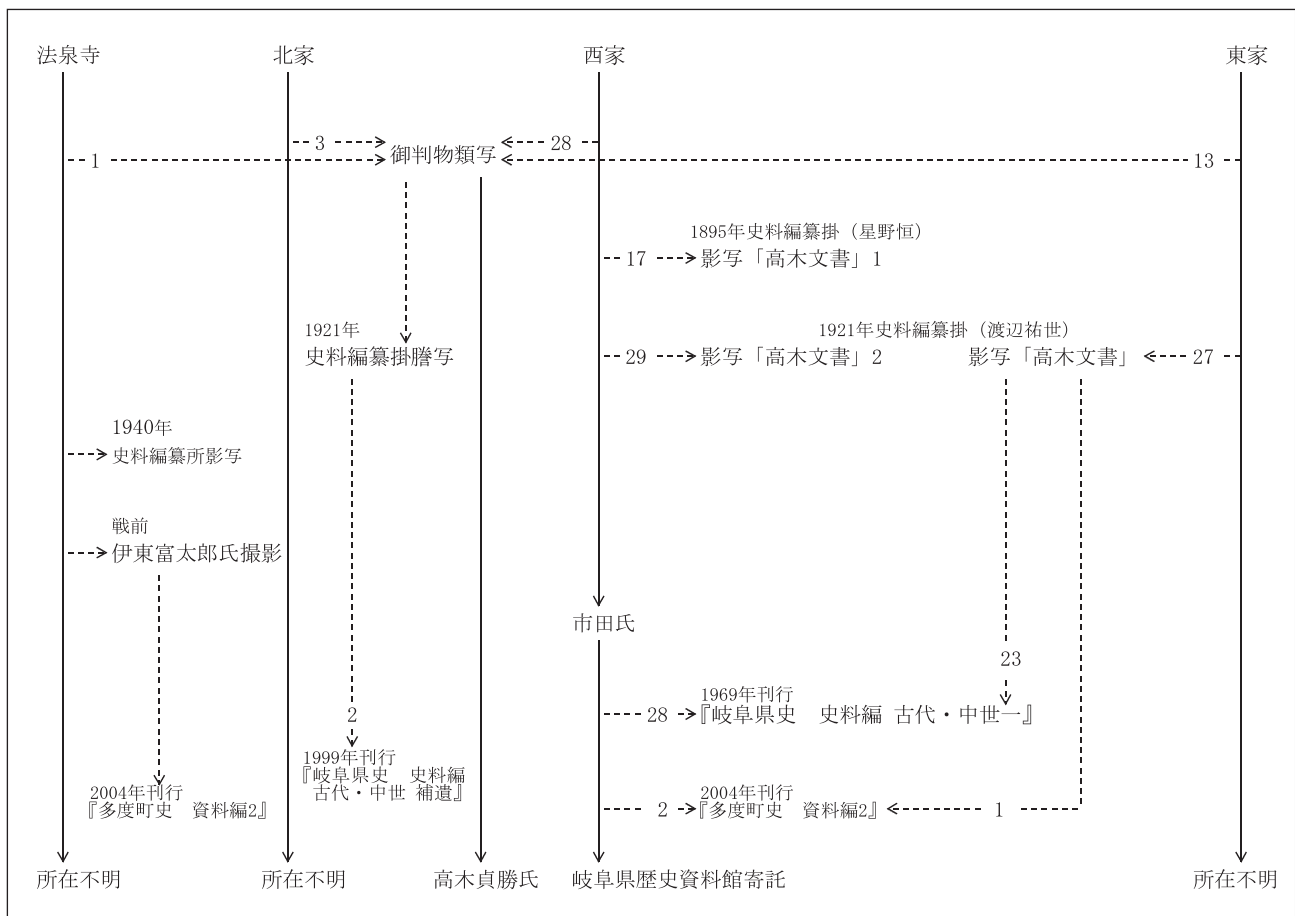 法泉寺
北家
西家
東家
3
28
御判物類写
1
13
1895年史料編纂掛（星野恒）
17
影写「高木文書」1
1921年
史料編纂掛謄写
1921年史料編纂掛（渡辺祐世）
29
影写「高木文書」2
影写「高木文書」
27
1940年
史料編纂所影写
戦前
伊東富太郎氏撮影
市田氏
23
1969年刊行
28
『岐阜県史　史料編 古代・中世一』
2
1999年刊行
『岐阜県史　史料編
古代・中世 補遺』
2004年刊行
『多度町史　資料編2』
2004年刊行
2
『多度町史　資料編2』
1
所在不明
所在不明
高木貞勝氏
岐阜県歴史資料館寄託
所在不明